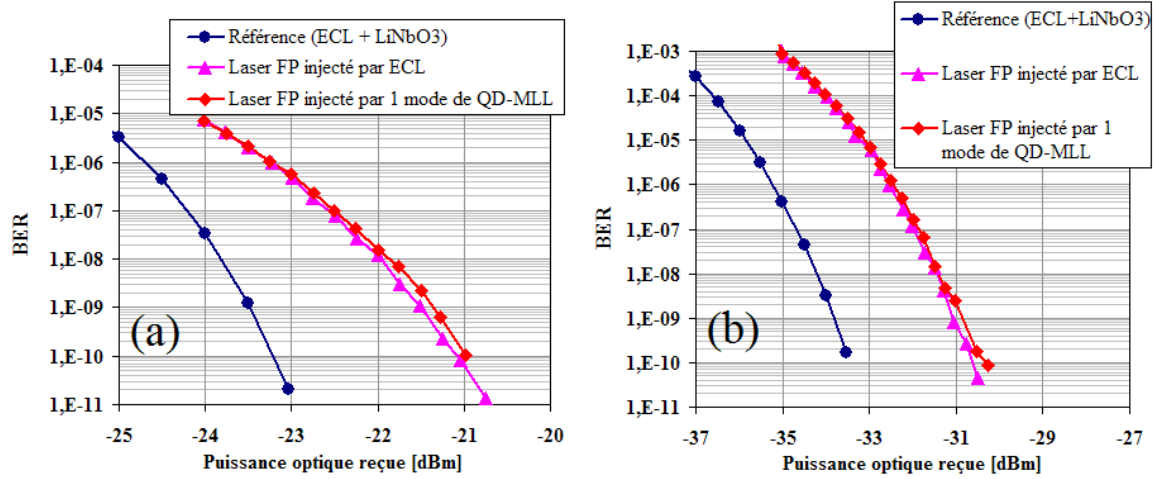 Référence (ECL + LiNbO3)
Laser FP injecté par ECL
Laser FP injecté par 1 mode de QD-MLL
1,E-04
1,E-05
1,E-06
1,E-07
1,E-08
1,E-09
1,E-10
1,E-11
BER
(a)
-25 -24 -23 -22 -21 -20
Puissance optique reçue [dBm]
Référence (ECL+LiNbO3)
Laser FP injecté par ECL
Laser FP injecté par 1
mode de QD-MLL
1,E-03
1,E-04
1,E-05
1,E-06
1,E-07
1,E-08
1,E-09
1,E-10
1,E-11
BER
(b)
-37 -35 -33 -31 -29 -27
Puissance optique reçue [dBm]